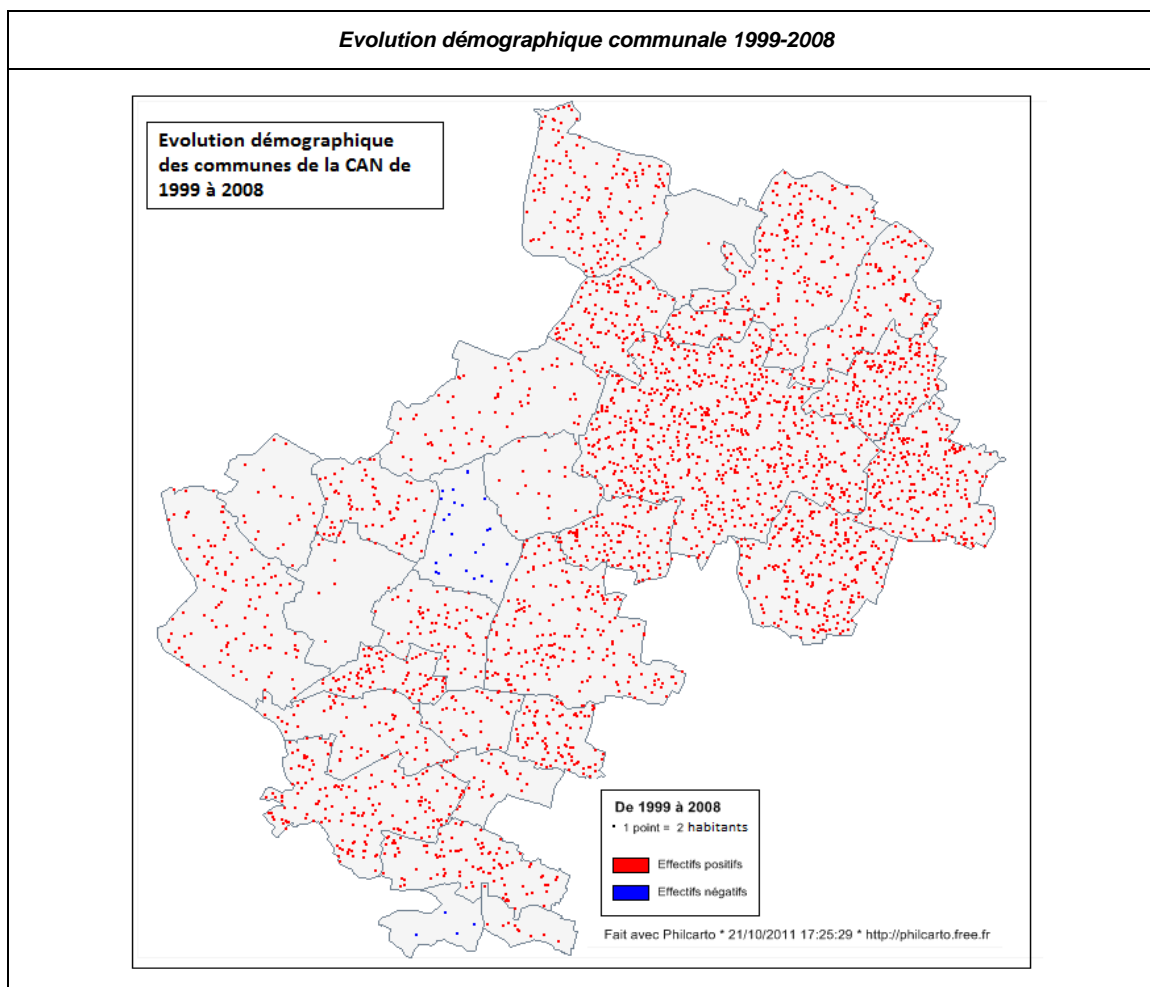 Evolution démographique communale 1999-2008
Evolution démographique
des communes de la CAN de
1999 à 2008
De 1999 à 2008
1 point = 2 habitants
Effectifs positifs
Effectifs négatifs
Fait avec Philcarto * 21/10/2011 17:25:29 * http://philcarto.free.fr